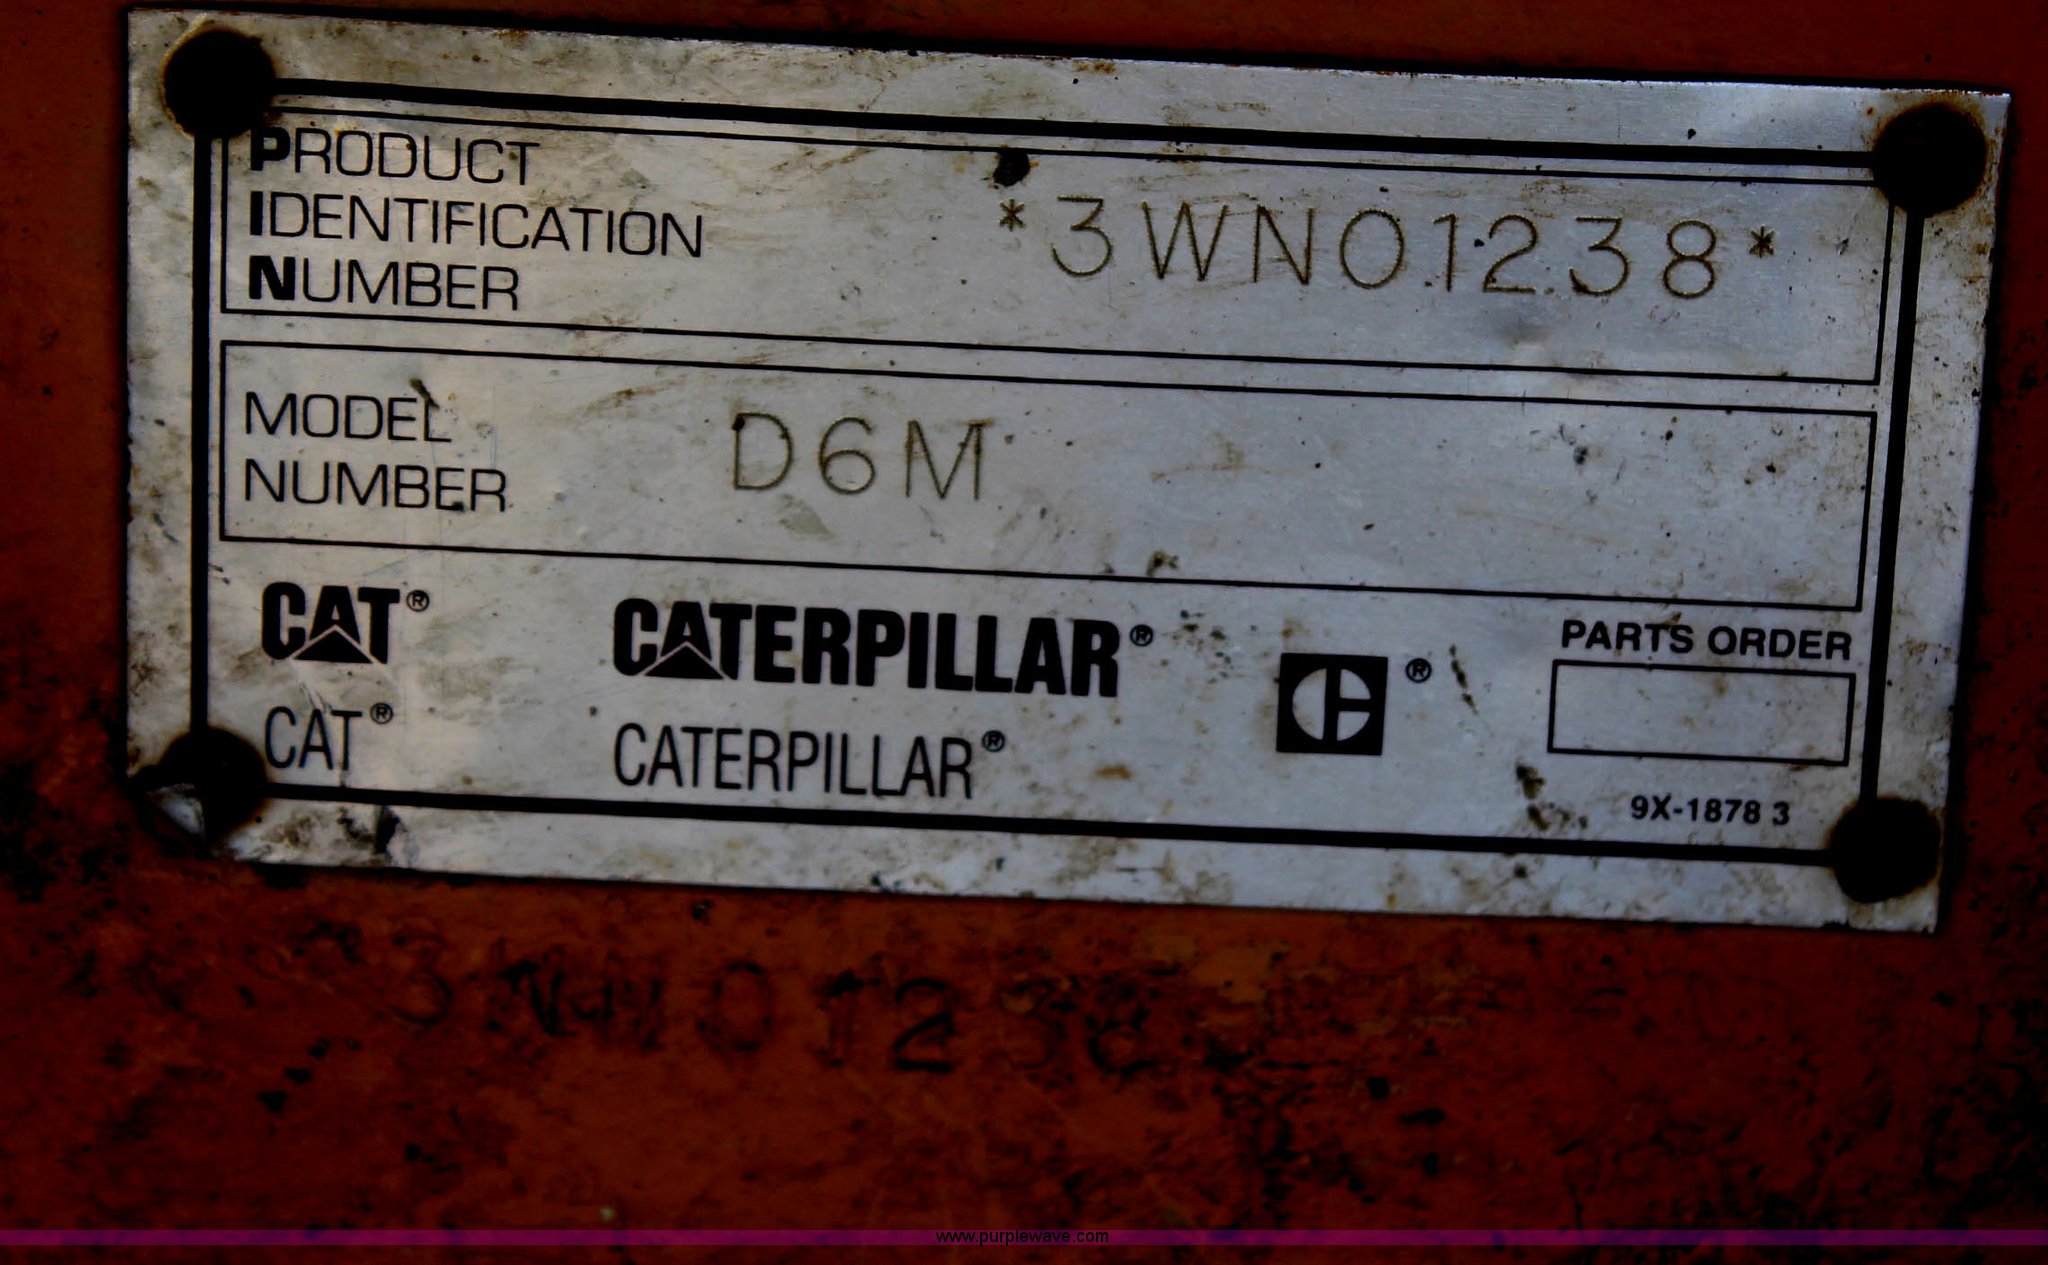 PRODUCT
IDENTIFICATION
NUMBER
*3WN01238*
MODEL
NUMBER
D6M
CAT®
CATERPILLAR®
CAT®
CATERPILLAR®
®
PARTS ORDER
9X-1878 3
3WN01238
www.purplewave.com